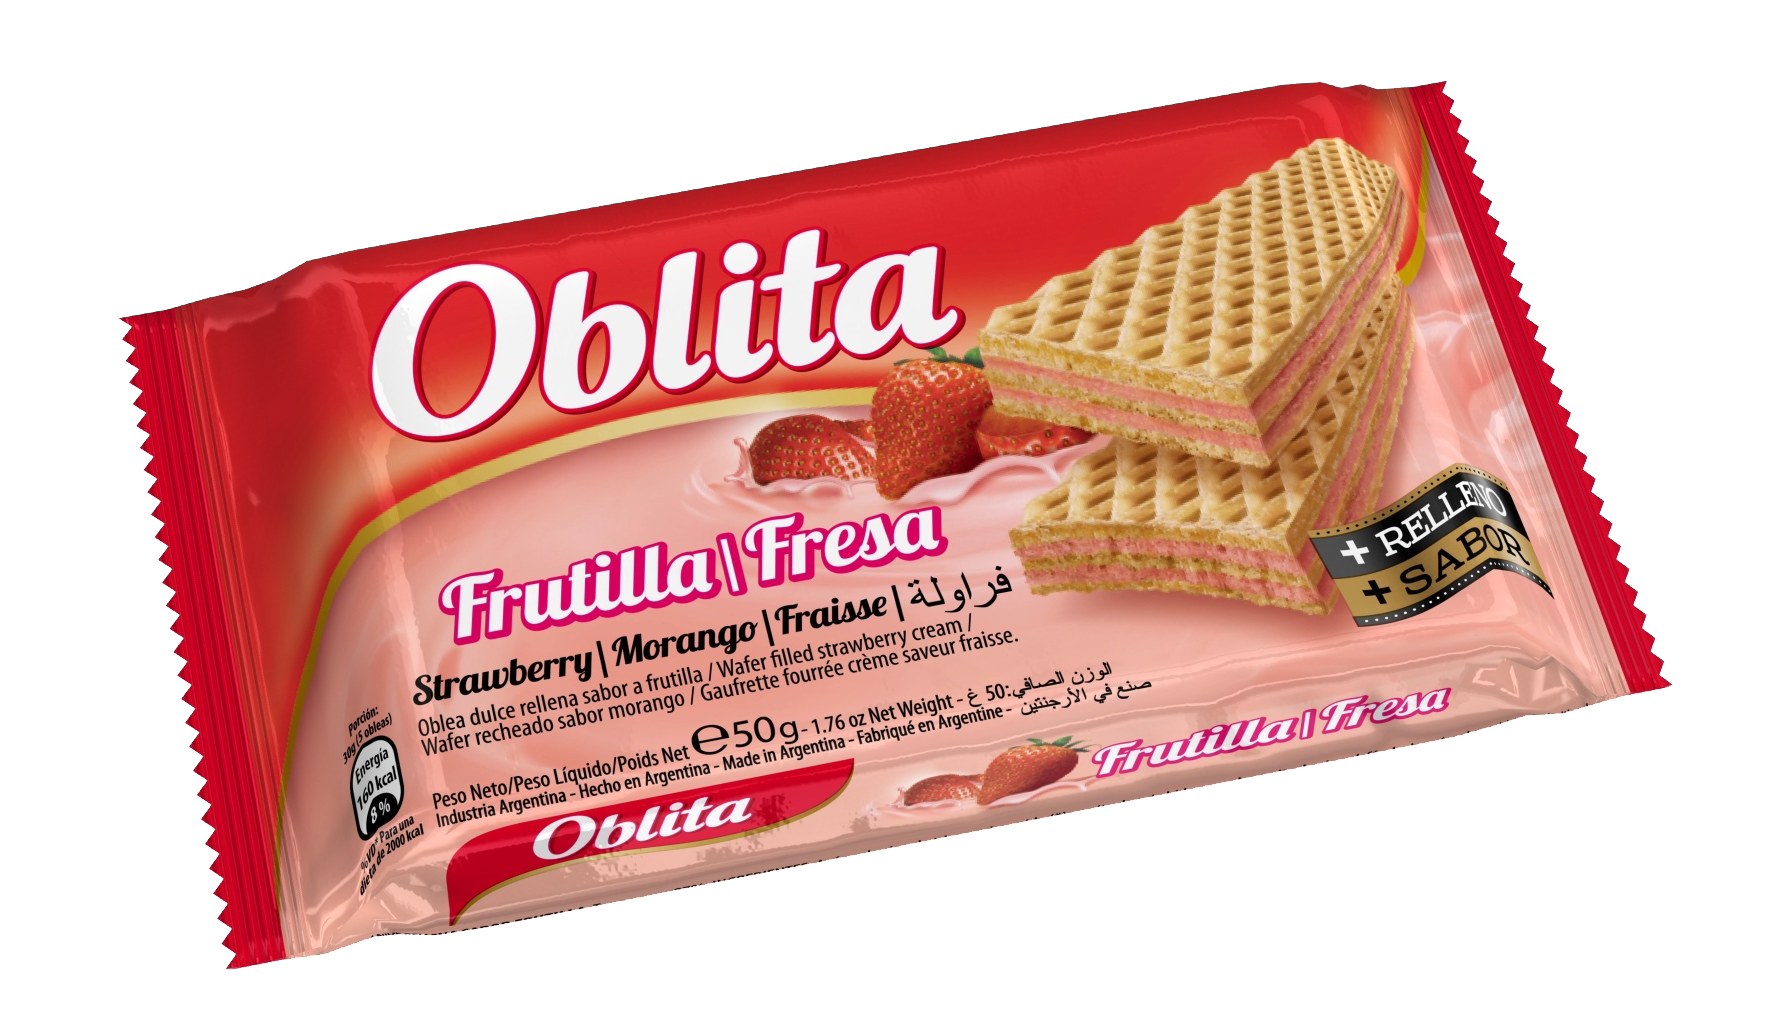 Oblita
Frutilla\Fresa
Strawberry|Morango|Fraisse|فراولة
Oblea dulce rellena sabor a frutilla / Wafer filled strawberry cream /
Wafer recheado sabor morango / Gaufrette fourrée crème saveur fraisse.
+ RELLENO
+ SABOR
Porción:
30g (5 obleas)
Energía
160 kcal
8%
%VD* Para una
dieta de 2000 kcal
Peso Neto/Peso Líquido/Poids Net ℮50g- 1.76 oz Net Weight - الوزن الصافي:50 غ
Industria Argentina - Hecho en Argentina - Made in Argentina - Fabriqué en Argentine - صنع في الأرجنتين
Oblita
Frutilla\Fresa